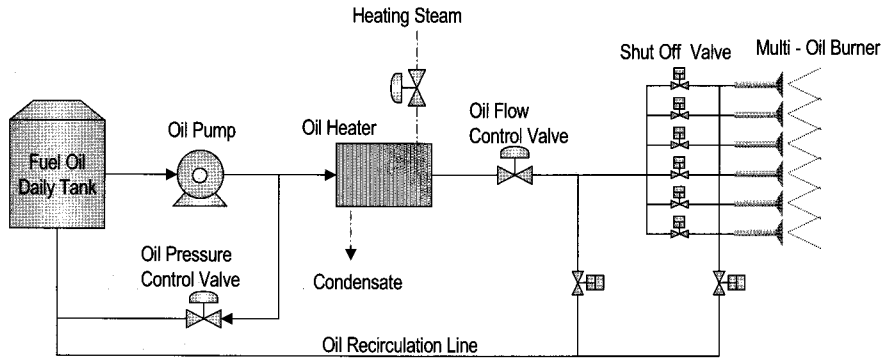 Heating Steam
Shut Off Valve
Multi - Oil Burner
Oil Pump
Oil Heater
Oil Flow
Control Valve
Fuel Oil
Daily Tank
Oil Pressure
Control Valve
Condensate
Oil Recirculation Line